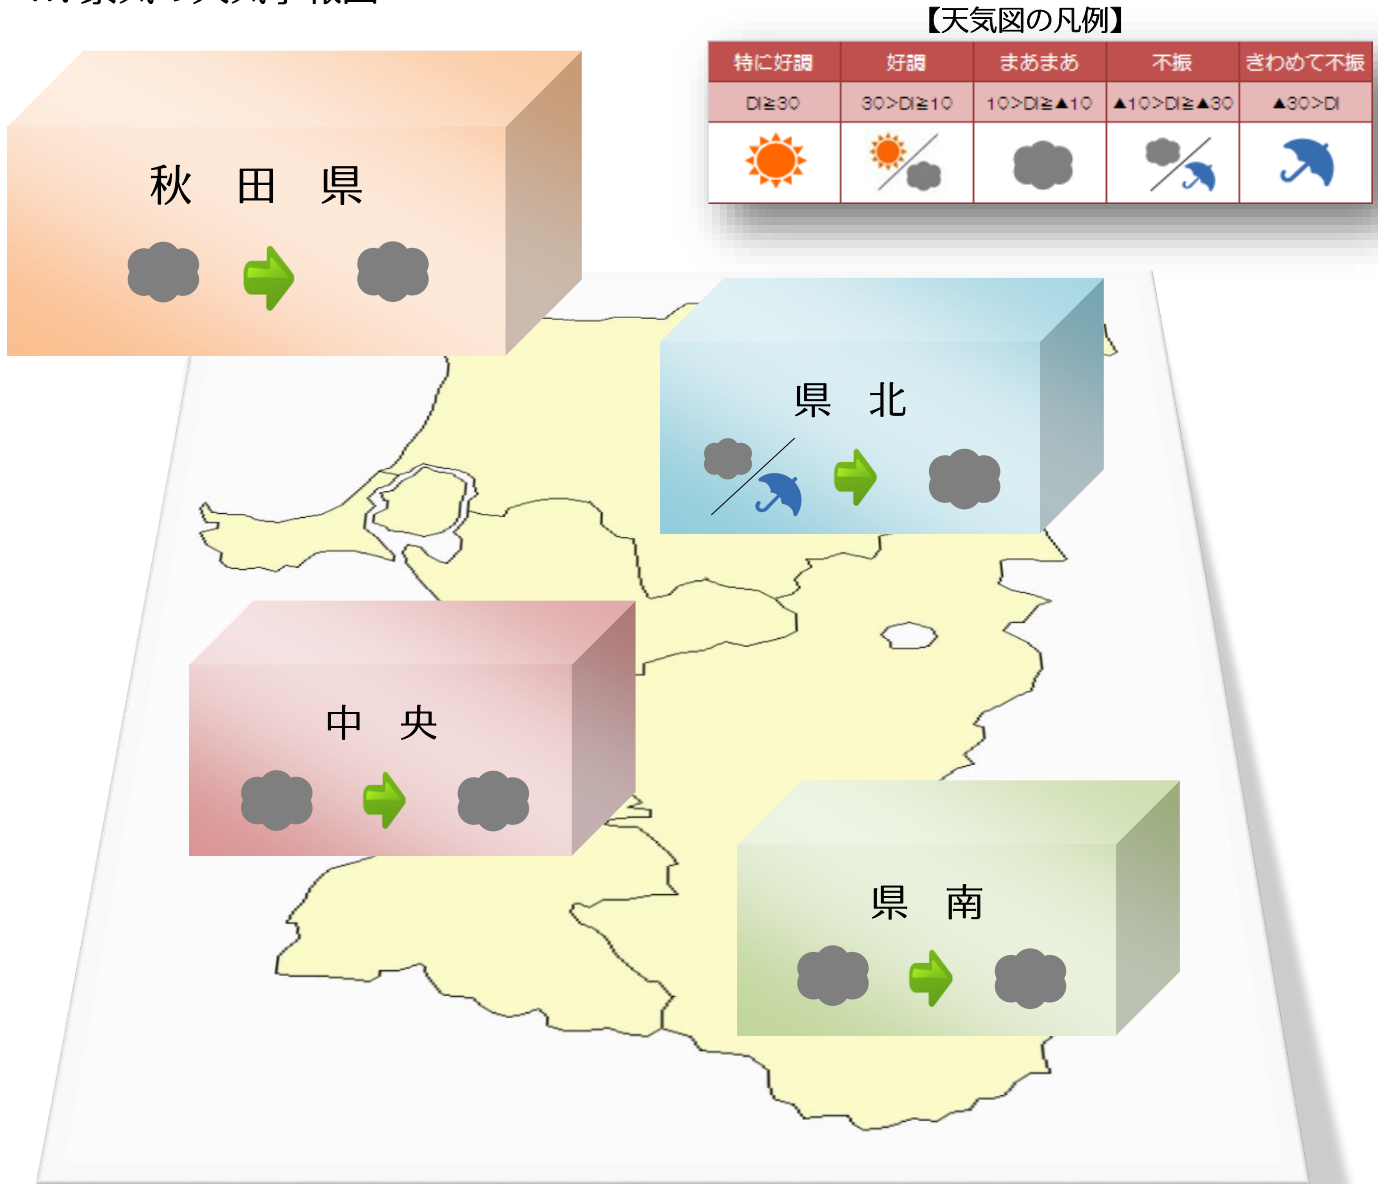 【天気図の凡例】
特に好調 好調 まあまあ 不振 きわめて不振
DI≧30 30>DI≧10 10>DI≧▲10 ▲10>DI≧▲30 ▲30>DI
秋 田 県
県 北
中 央
県 南